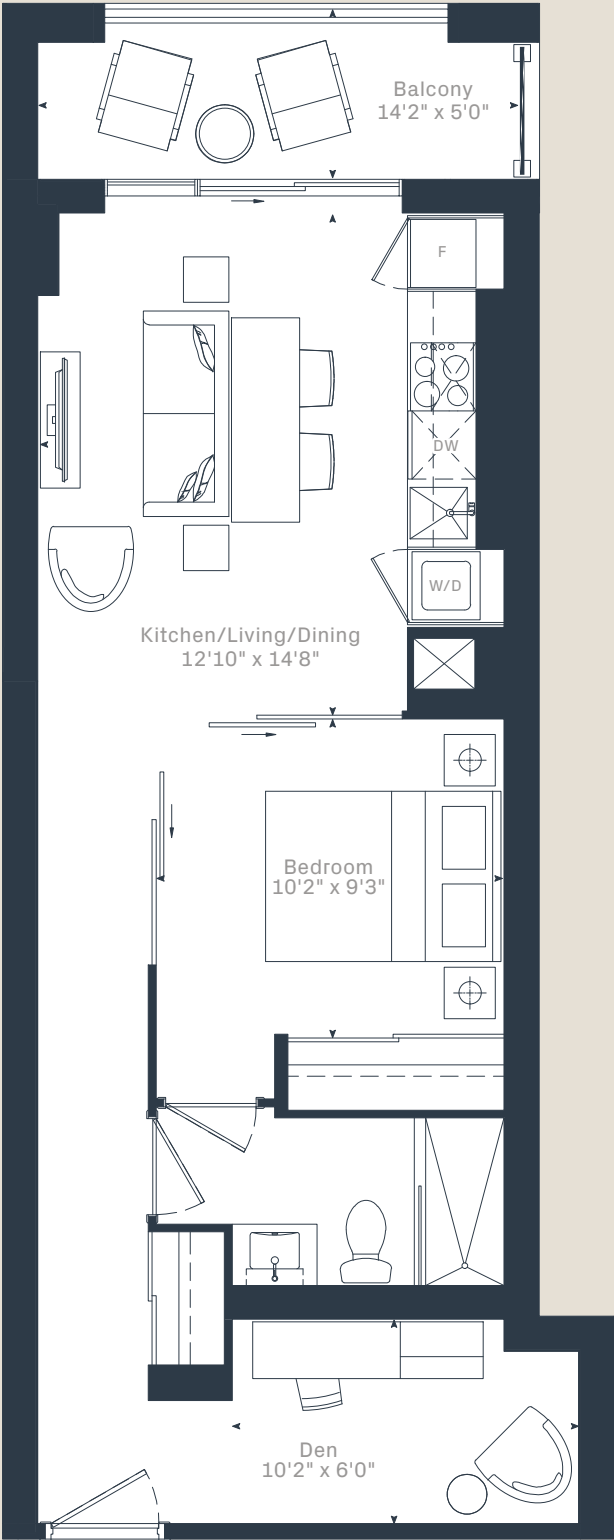 Balcony
14'2" x 5'0"
F
DW
W/D
Kitchen/Living/Dining
12'10" x 14'8"
Bedroom
10'2" x 9'3"
Den
10'2" x 6'0"